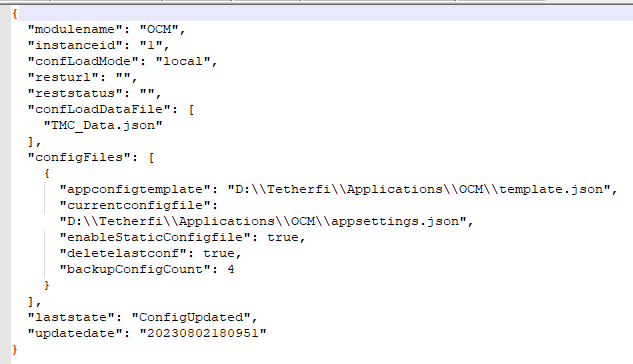 {
"modulename": "OCM",
"instanceid": "1",
"confLoadMode": "local",
"resturl": "",
"reststatus": "",
"confLoadDataFile": [
"TMC_Data.json"
],
"configFiles": [
{
"appconfigtemplate": "D:\\Tetherfi\\Applications\\OCM\\template.json",
"currentconfigfile":
"D:\\Tetherfi\\Applications\\OCM\\appsettings.json",
"enableStaticConfigfile": true,
"deletelastconf": true,
"backupConfigCount": 4
}
],
"laststate": "ConfigUpdated",
"updatedate": "20230802180951"
}